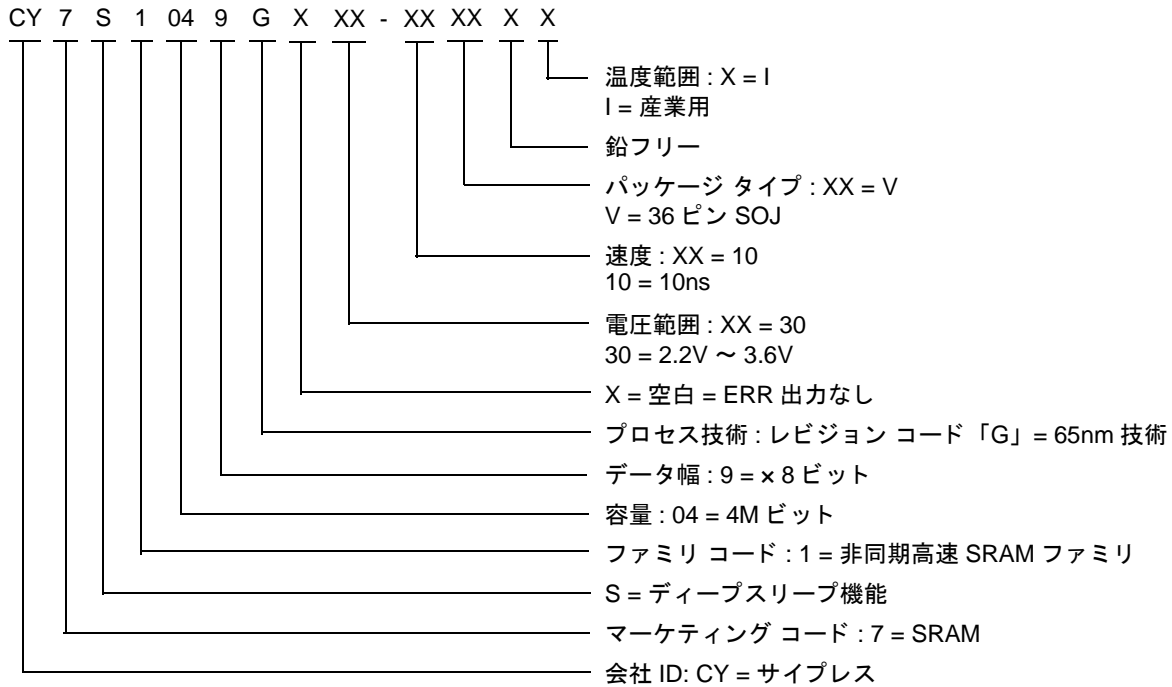 CY 7 S 1 04 9 G X XX - XX XX X X
温度範囲 : X = I
I = 産業用
鉛フリー
パッケージ タイプ : XX = V
V = 36 ピン SOJ
速度 : XX = 10
10 = 10ns
電圧範囲 : XX = 30
30 = 2.2V ~ 3.6V
X = 空白 = ERR 出力なし
プロセス技術 : レビジョン コード「G」= 65nm 技術
データ幅 : 9 = × 8 ビット
容量 : 04 = 4M ビット
ファミリ コード : 1 = 非同期高速 SRAM ファミリ
S = ディープスリープ機能
マーケティング コード : 7 = SRAM
会社 ID: CY = サイプレス